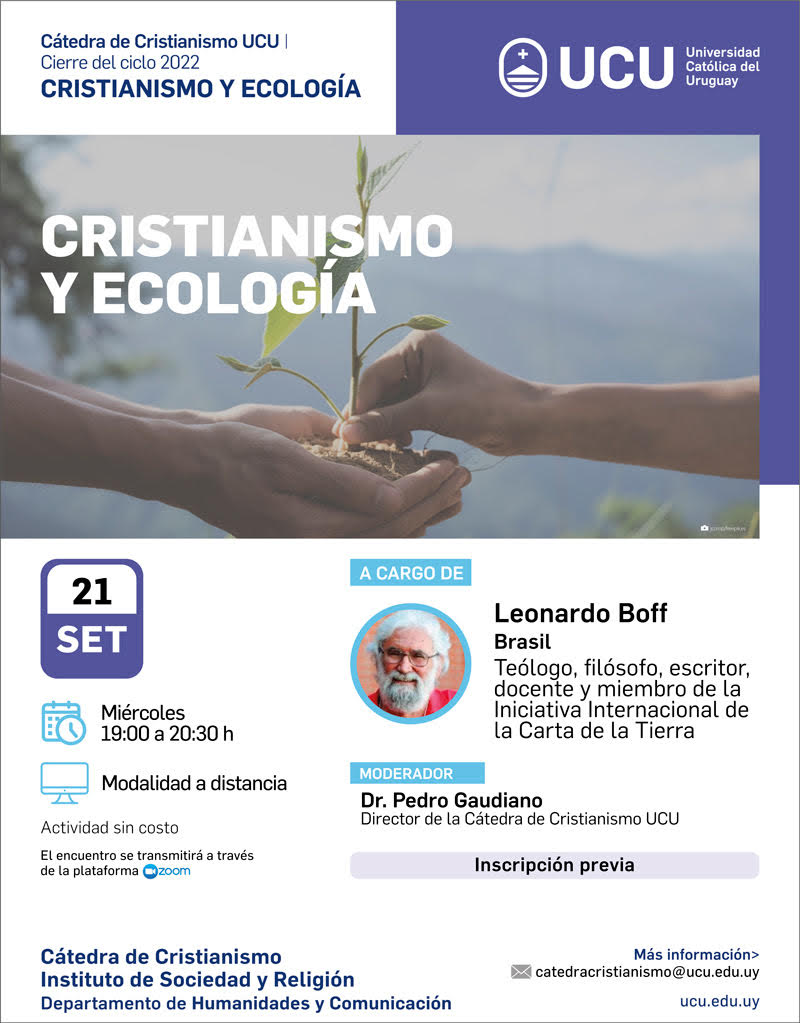 Cátedra de Cristianismo UCU |
Cierre del ciclo 2022
CRISTIANISMO Y ECOLOGÍA
UCU
Universidad
Católica del
Uruguay
CRISTIANISMO
Y ECOLOGÍA
21
SET
Miércoles
19:00 a 20:30 h
Modalidad a distancia
Actividad sin costo
El encuentro se transmitirá a través
de la plataforma zoom
A CARGO DE
Leonardo Boff
Brasil
Teólogo, filósofo, escritor,
docente y miembro de la
Iniciativa Internacional de
la Carta de la Tierra
MODERADOR
Dr. Pedro Gaudiano
Director de la Cátedra de Cristianismo UCU
Inscripción previa
Cátedra de Cristianismo
Instituto de Sociedad y Religión
Departamento de Humanidades y Comunicación
Más información>
catedracristianismo@ucu.edu.uy
ucu.edu.uy